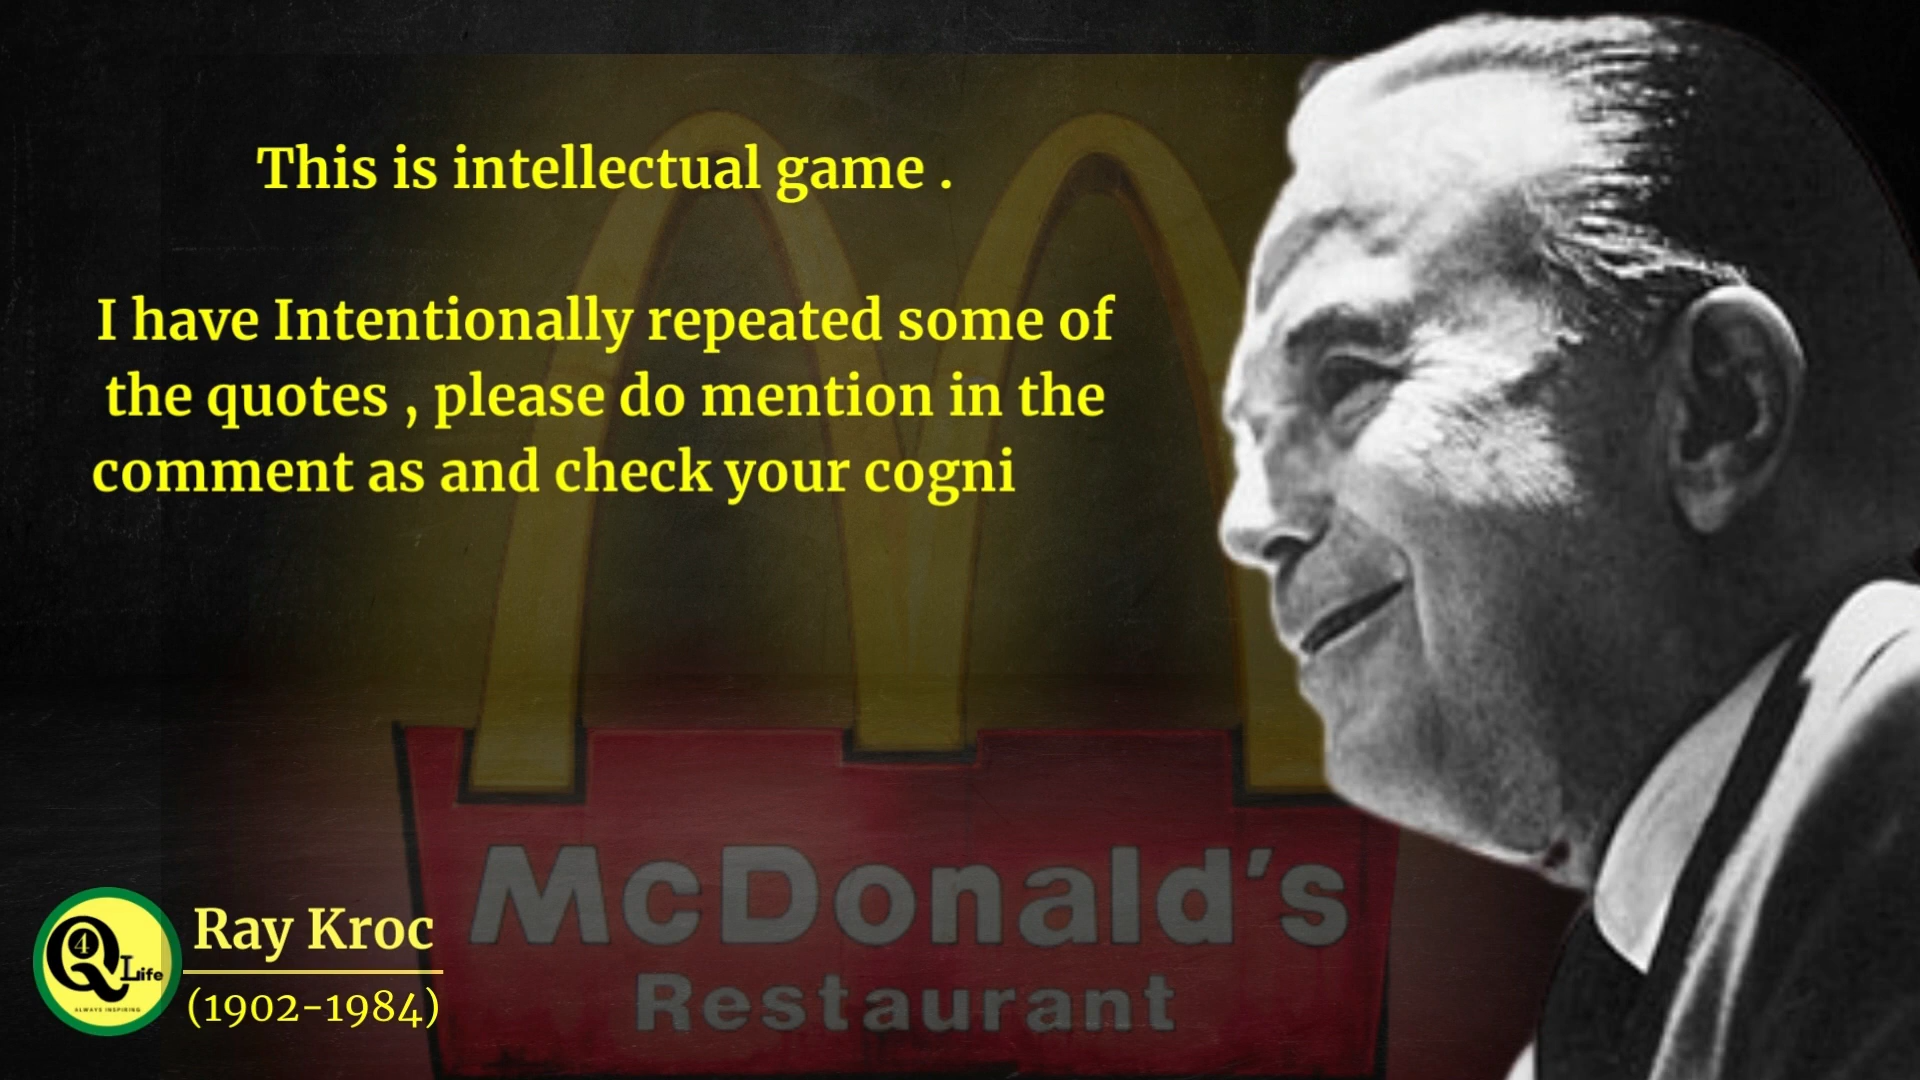 This is intellectual game .
I have Intentionally repeated some of
the quotes , please do mention in the
comment as and check your cogni
McDonald's
Restaurant
4
Q
Life
ALWAYS INSPIRING
Ray Kroc
(1902-1984)